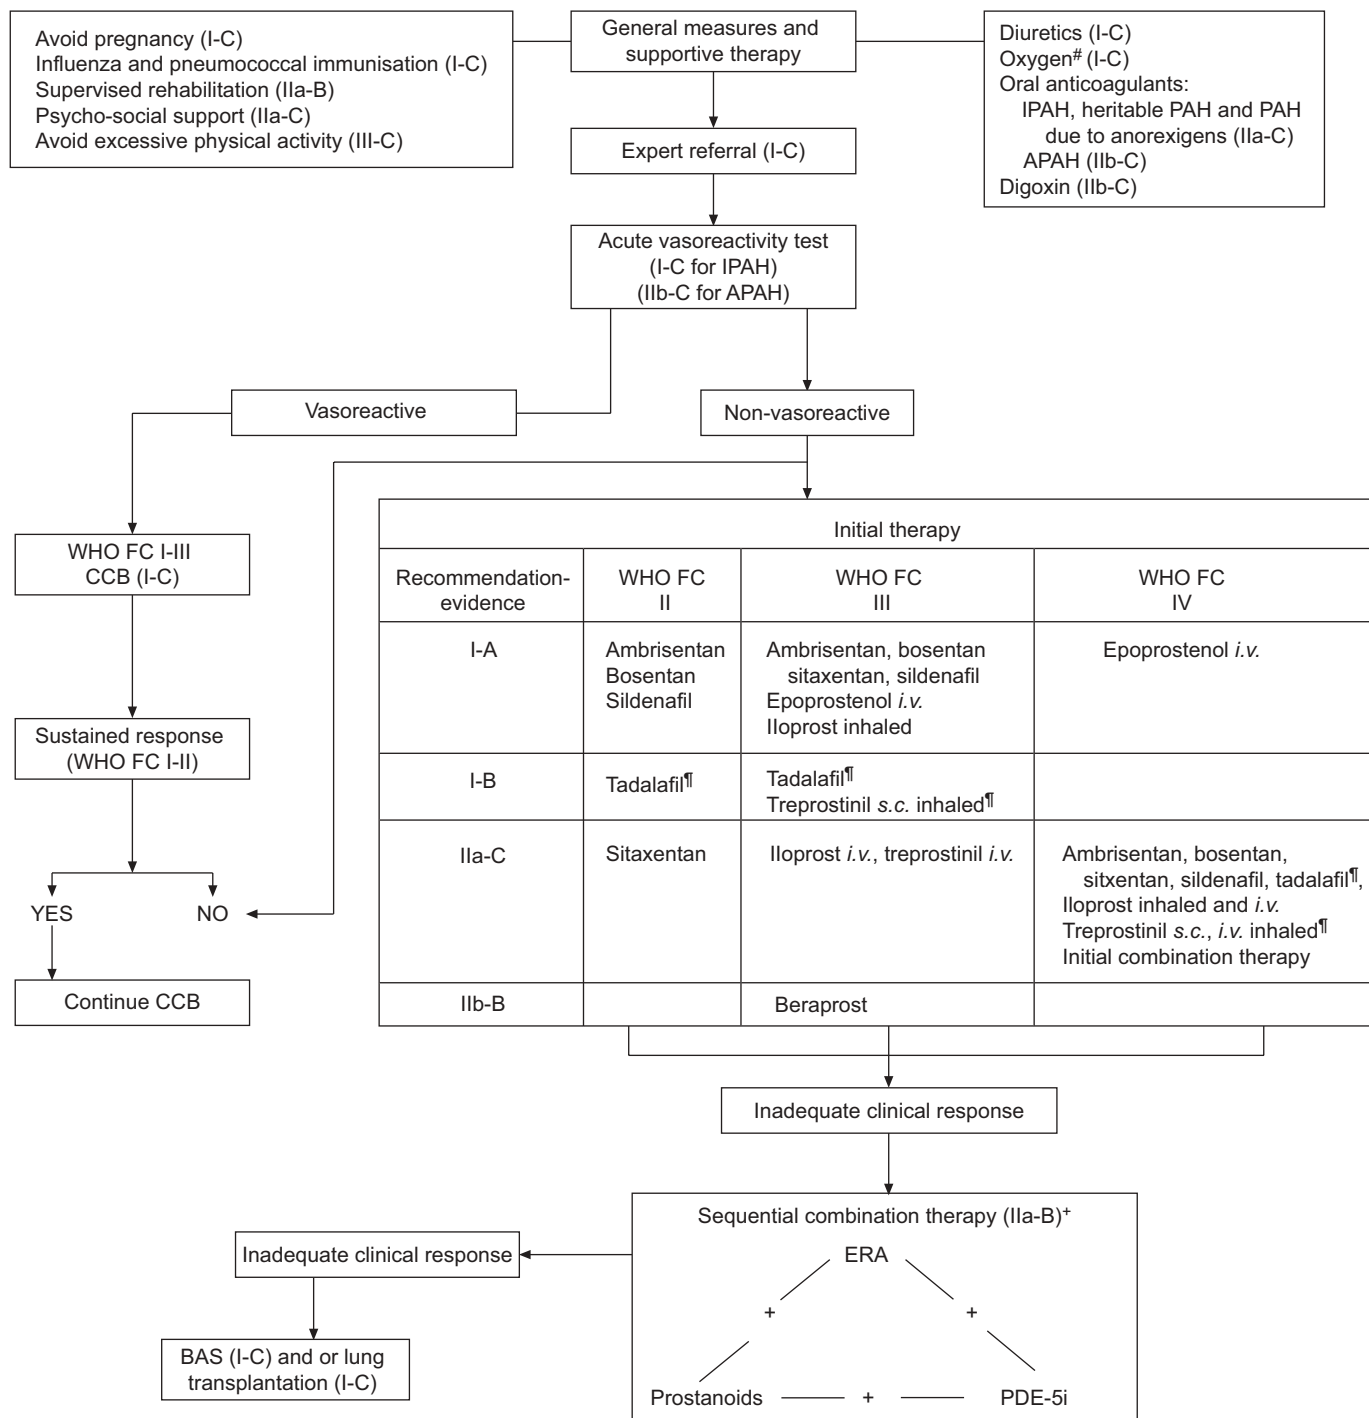 General measures and
supportive therapy
Avoid pregnancy (I-C)
Influenza and pneumococcal immunisation (I-C)
Supervised rehabilitation (IIa-B)
Psycho-social support (IIa-C)
Avoid excessive physical activity (III-C)
Diuretics (I-C)
Oxygen# (I-C)
Oral anticoagulants:
IPAH, heritable PAH and PAH
due to anorexigens (IIa-C)
APAH (IIb-C)
Digoxin (IIb-C)
Expert referral (I-C)
Acute vasoreactivity test
(I-C for IPAH)
(IIb-C for APAH)
Vasoreactive
Non-vasoreactive
WHO FC I-III
CCB (I-C)
Sustained response
(WHO FC I-II)
YES
NO
Continue CCB
Initial therapy
Recommendation-
evidence
WHO FC
II
WHO FC
III
WHO FC
IV
I-A
Ambrisentan
Bosentan
Sildenafil
Ambrisentan, bosentan
sitaxentan, sildenafil
Epoprostenol i.v.
Iloprost inhaled
Epoprostenol i.v.
I-B
Tadalafil¶
Tadalafil¶
Treprostinil s.c. inhaled¶
IIa-C
Sitaxentan
Iloprost i.v., treprostinil i.v.
Ambrisentan, bosentan,
sitxentan, sildenafil, tadalafil¶,
Iloprost inhaled and i.v.
Treprostinil s.c., i.v. inhaled¶
Initial combination therapy
IIb-B
Beraprost
Inadequate clinical response
Sequential combination therapy (IIa-B)+
ERA
+
+
Prostanoids
+
PDE-5i
Inadequate clinical response
BAS (I-C) and or lung
transplantation (I-C)